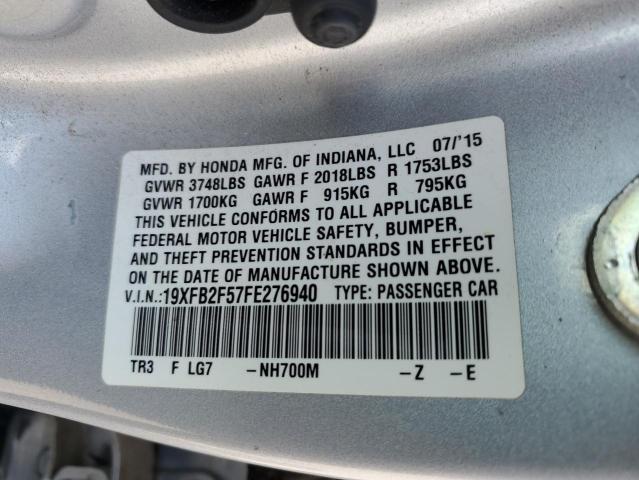 MFD. BY HONDA MFG. OF INDIANA, LLC 07/'15
GVWR 3748LBS GAWR F 2018LBS R 1753LBS
GVWR 1700KG GAWR F 915KG R 795KG
THIS VEHICLE CONFORMS TO ALL APPLICABLE
FEDERAL MOTOR VEHICLE SAFETY, BUMPER,
AND THEFT PREVENTION STANDARDS IN EFFECT
ON THE DATE OF MANUFACTURE SHOWN ABOVE.
V.I.N.:19XFB2F57FE276940 TYPE: PASSENGER CAR
TR3 F LG7 -NH700M -Z -E